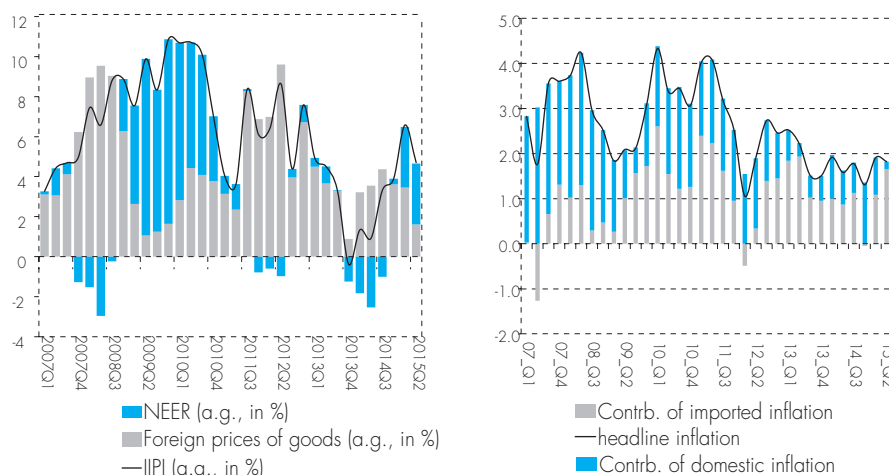 12
10
8
6
4
2
0
-2
-4
2007Q1
2007Q4
2008Q3
2009Q2
2010Q1
2010Q4
2011Q3
2012Q2
2013Q1
2013Q4
2014Q3
2015Q2
NEER (a.g., in %)
Foreign prices of goods (a.g., in %)
IIPI (a.g., in %)
5.0
4.0
3.0
2.0
1.0
0.0
-1.0
-2.0
07_Q1
07_Q4
08_Q3
09_Q2
10_Q1
10_Q4
11_Q3
12_Q2
13_Q1
13_Q4
14_Q3
15_Q2
Contrb. of imported inflation
headline inflation
Contrb. of domestic inflation